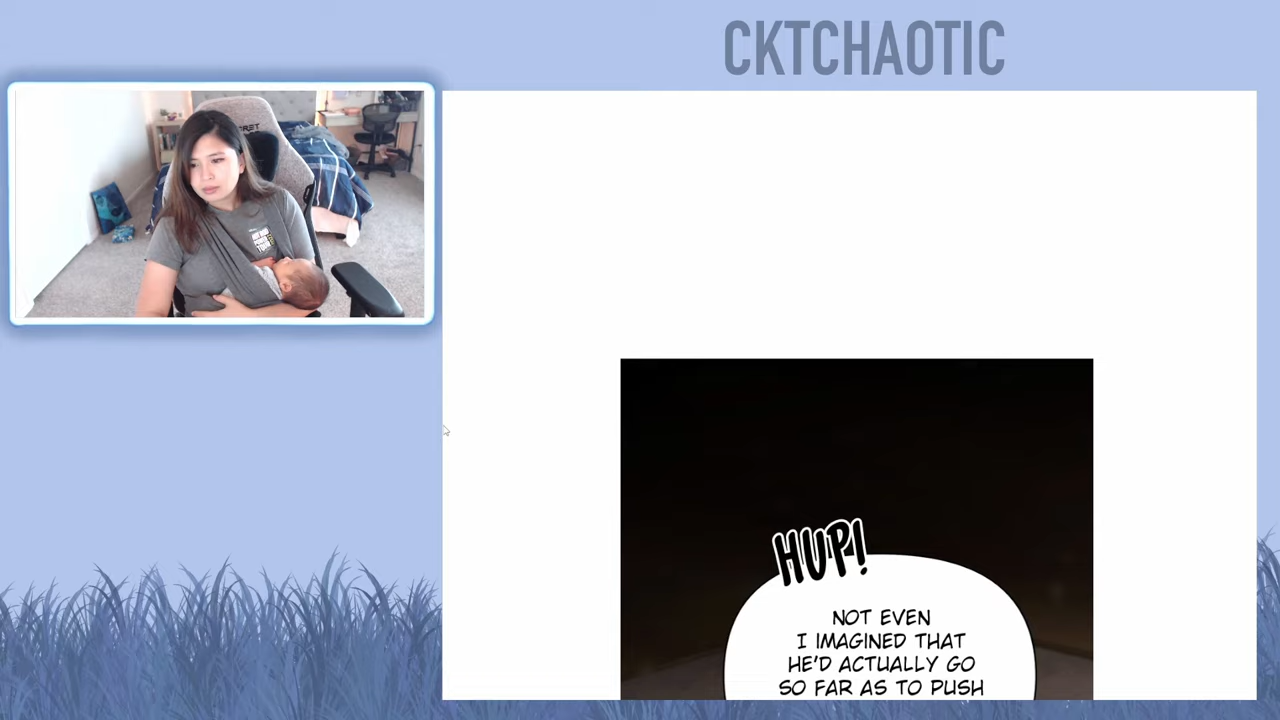 CKTCHAOTIC
HUP!
NOT EVEN
I IMAGINED THAT
HE'D ACTUALLY GO
SO FAR AS TO PUSH